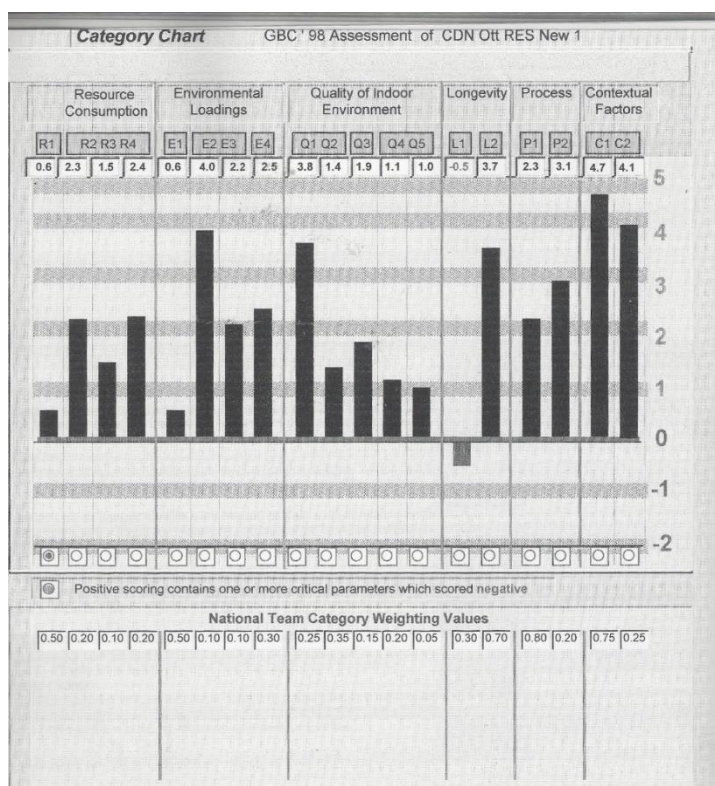 Category Chart GBC ' 98 Assessment of CDN Ott RES New 1
Resource Consumption
Environmental Loadings
Quality of Indoor Environment
Longevity
Process
Contextual Factors
R1 R2 R3 R4 E1 E2 E3 E4 Q1 Q2 Q3 Q4 Q5 L1 L2 P1 P2 C1 C2
0.6 2.3 1.5 2.4 0.6 4.0 2.2 2.5 3.8 1.4 1.9 1.1 1.0 -0.5 3.7 2.3 3.1 4.7 4.1
5
4
3
2
1
0
-1
-2
Positive scoring contains one or more critical parameters which scored negative
National Team Category Weighting Values
0.50 0.20 0.10 0.20 0.50 0.10 0.10 0.30 0.25 0.35 0.15 0.20 0.05 0.30 0.70 0.80 0.20 0.75 0.25